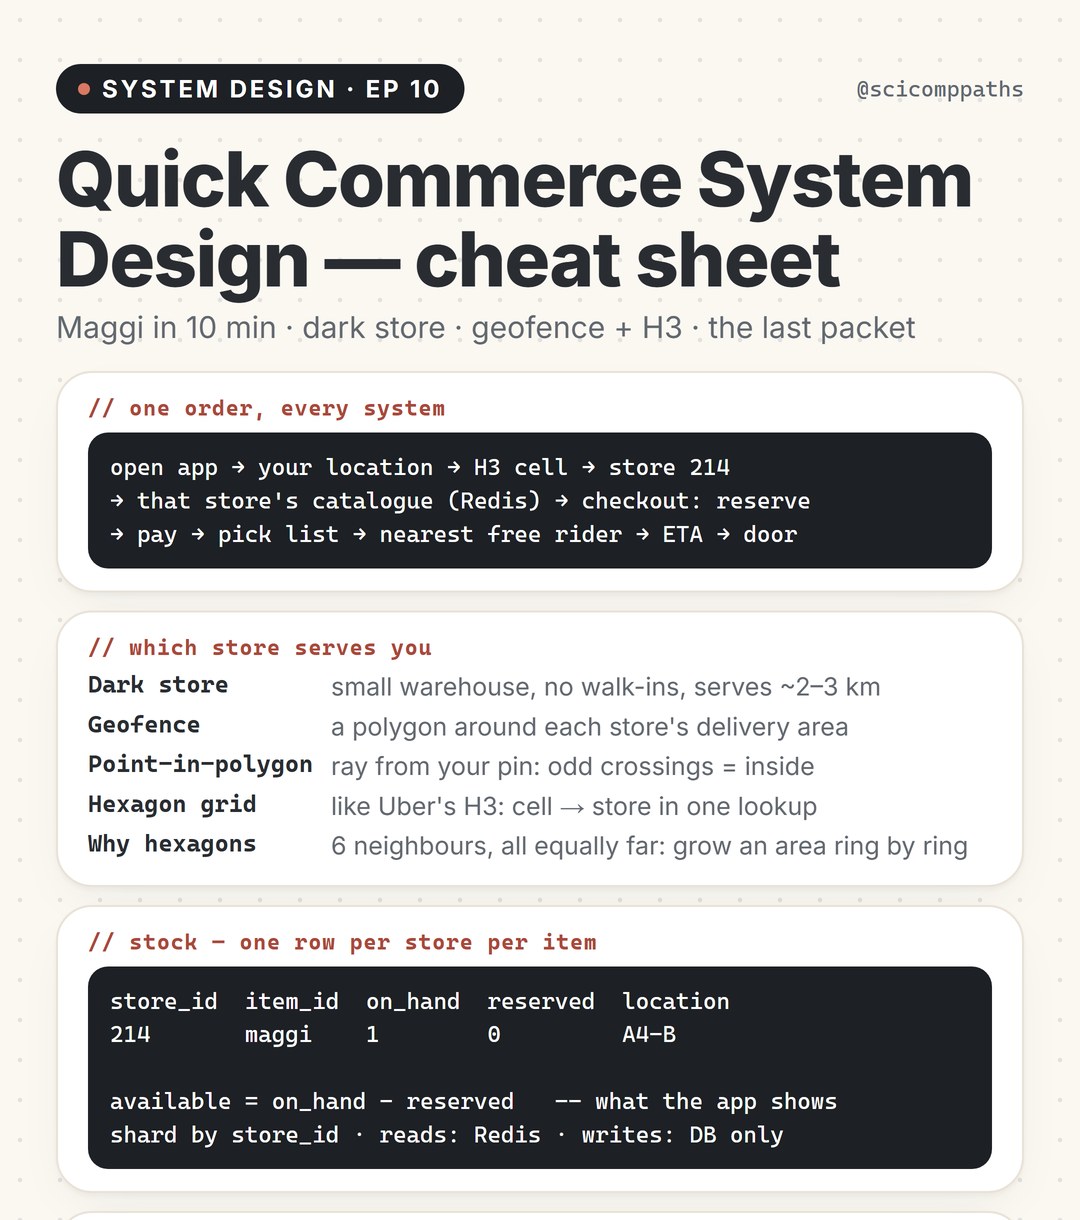 SYSTEM DESIGN · EP 10
@scicomppaths
Quick Commerce System
Design — cheat sheet
Maggi in 10 min · dark store · geofence + H3 · the last packet
// one order, every system
open app → your location → H3 cell → store 214
→ that store's catalogue (Redis) → checkout: reserve
→ pay → pick list → nearest free rider → ETA → door
// which store serves you
Dark store small warehouse, no walk-ins, serves ~2–3 km
Geofence a polygon around each store's delivery area
Point-in-polygon ray from your pin: odd crossings = inside
Hexagon grid like Uber's H3: cell → store in one lookup
Why hexagons 6 neighbours, all equally far: grow an area ring by ring
// stock — one row per store per item
store_id item_id on_hand reserved location
214 maggi 1 0 A4-B
available = on_hand - reserved -- what the app shows
shard by store_id · reads: Redis · writes: DB only